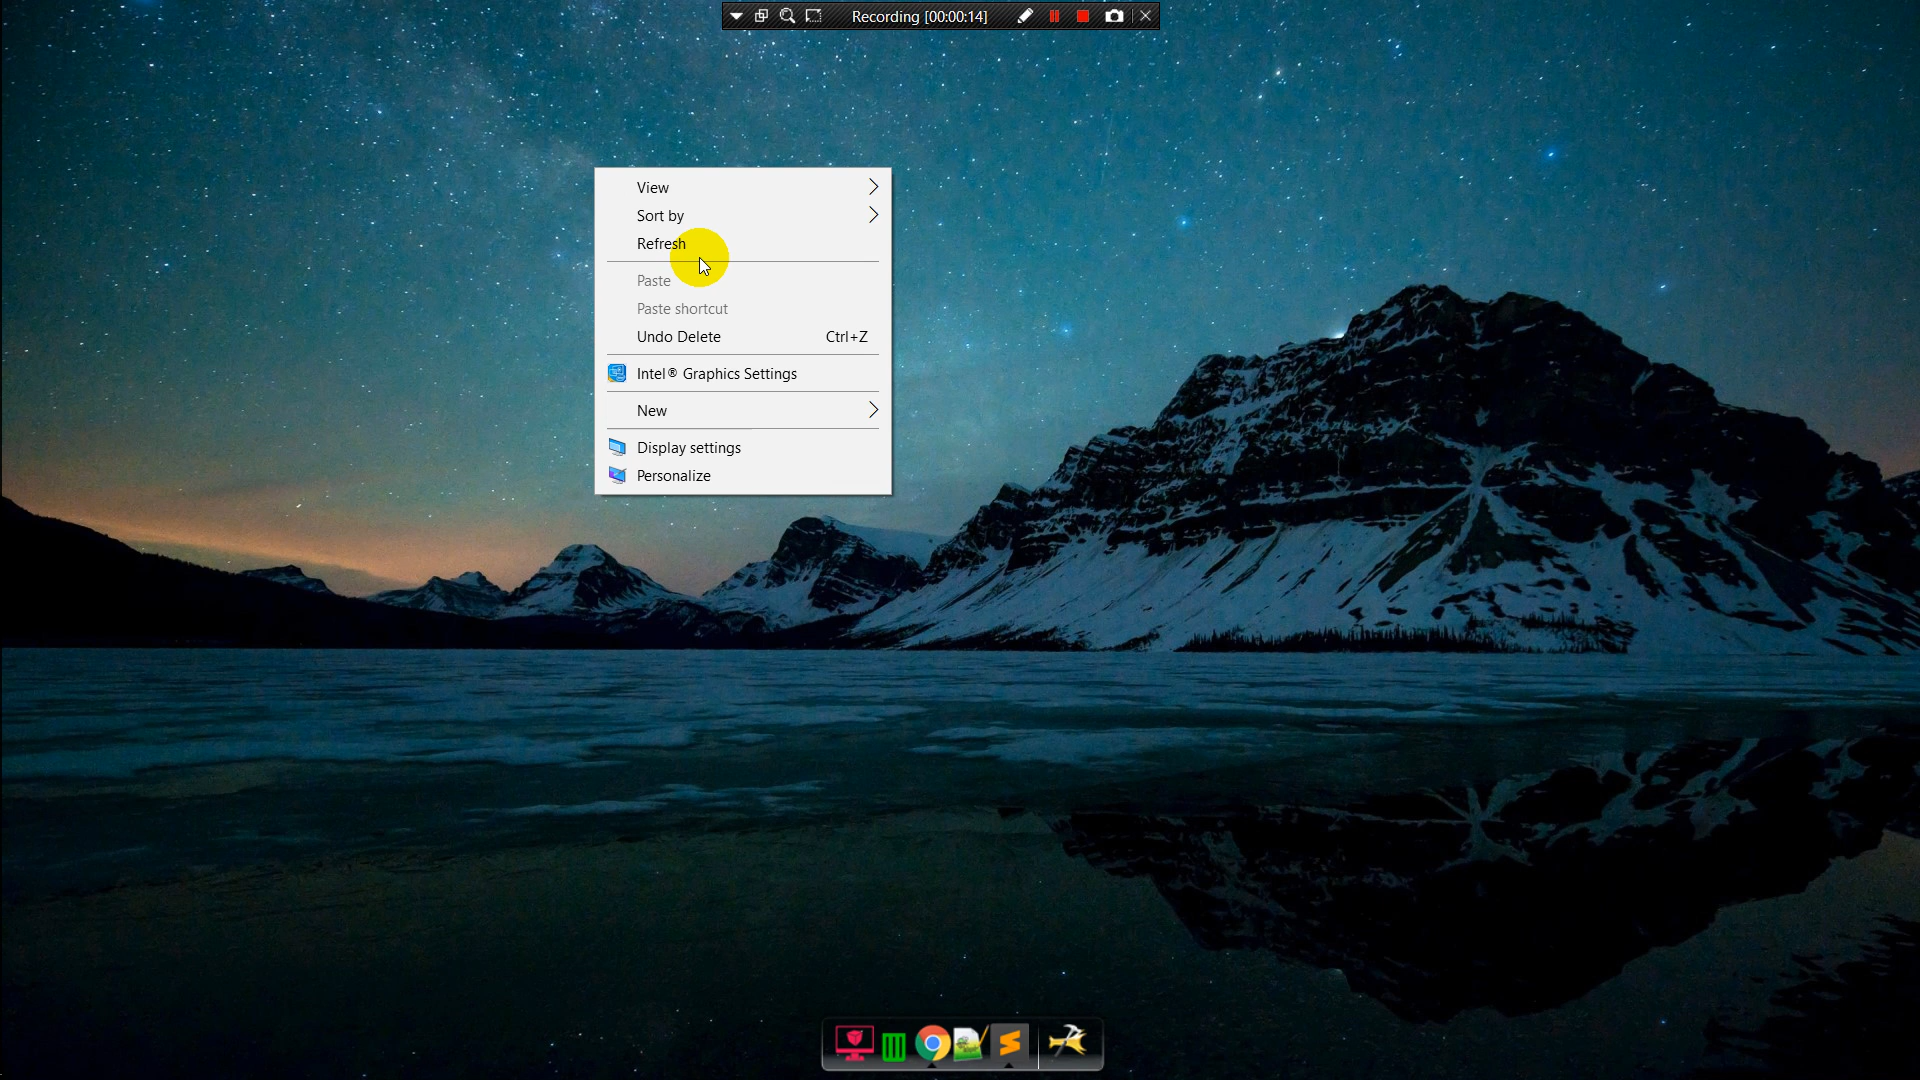 Recording [00:00:14]
View
Sort by
Refresh
Paste
Paste shortcut
Undo Delete Ctrl+Z
Intel® Graphics Settings
New
Display settings
Personalize